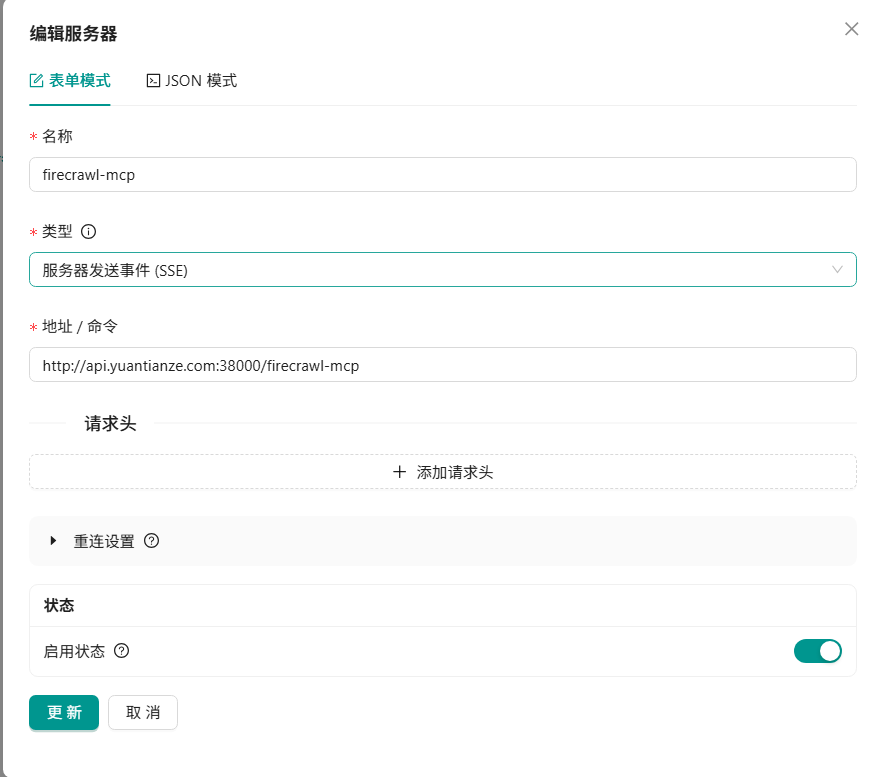 编辑服务器
表单模式
JSON 模式
* 名称
firecrawl-mcp
* 类型
服务器发送事件 (SSE)
* 地址 / 命令
http://api.yuantianze.com:38000/firecrawl-mcp
请求头
+ 添加请求头
重连设置
状态
启用状态
更 新
取 消